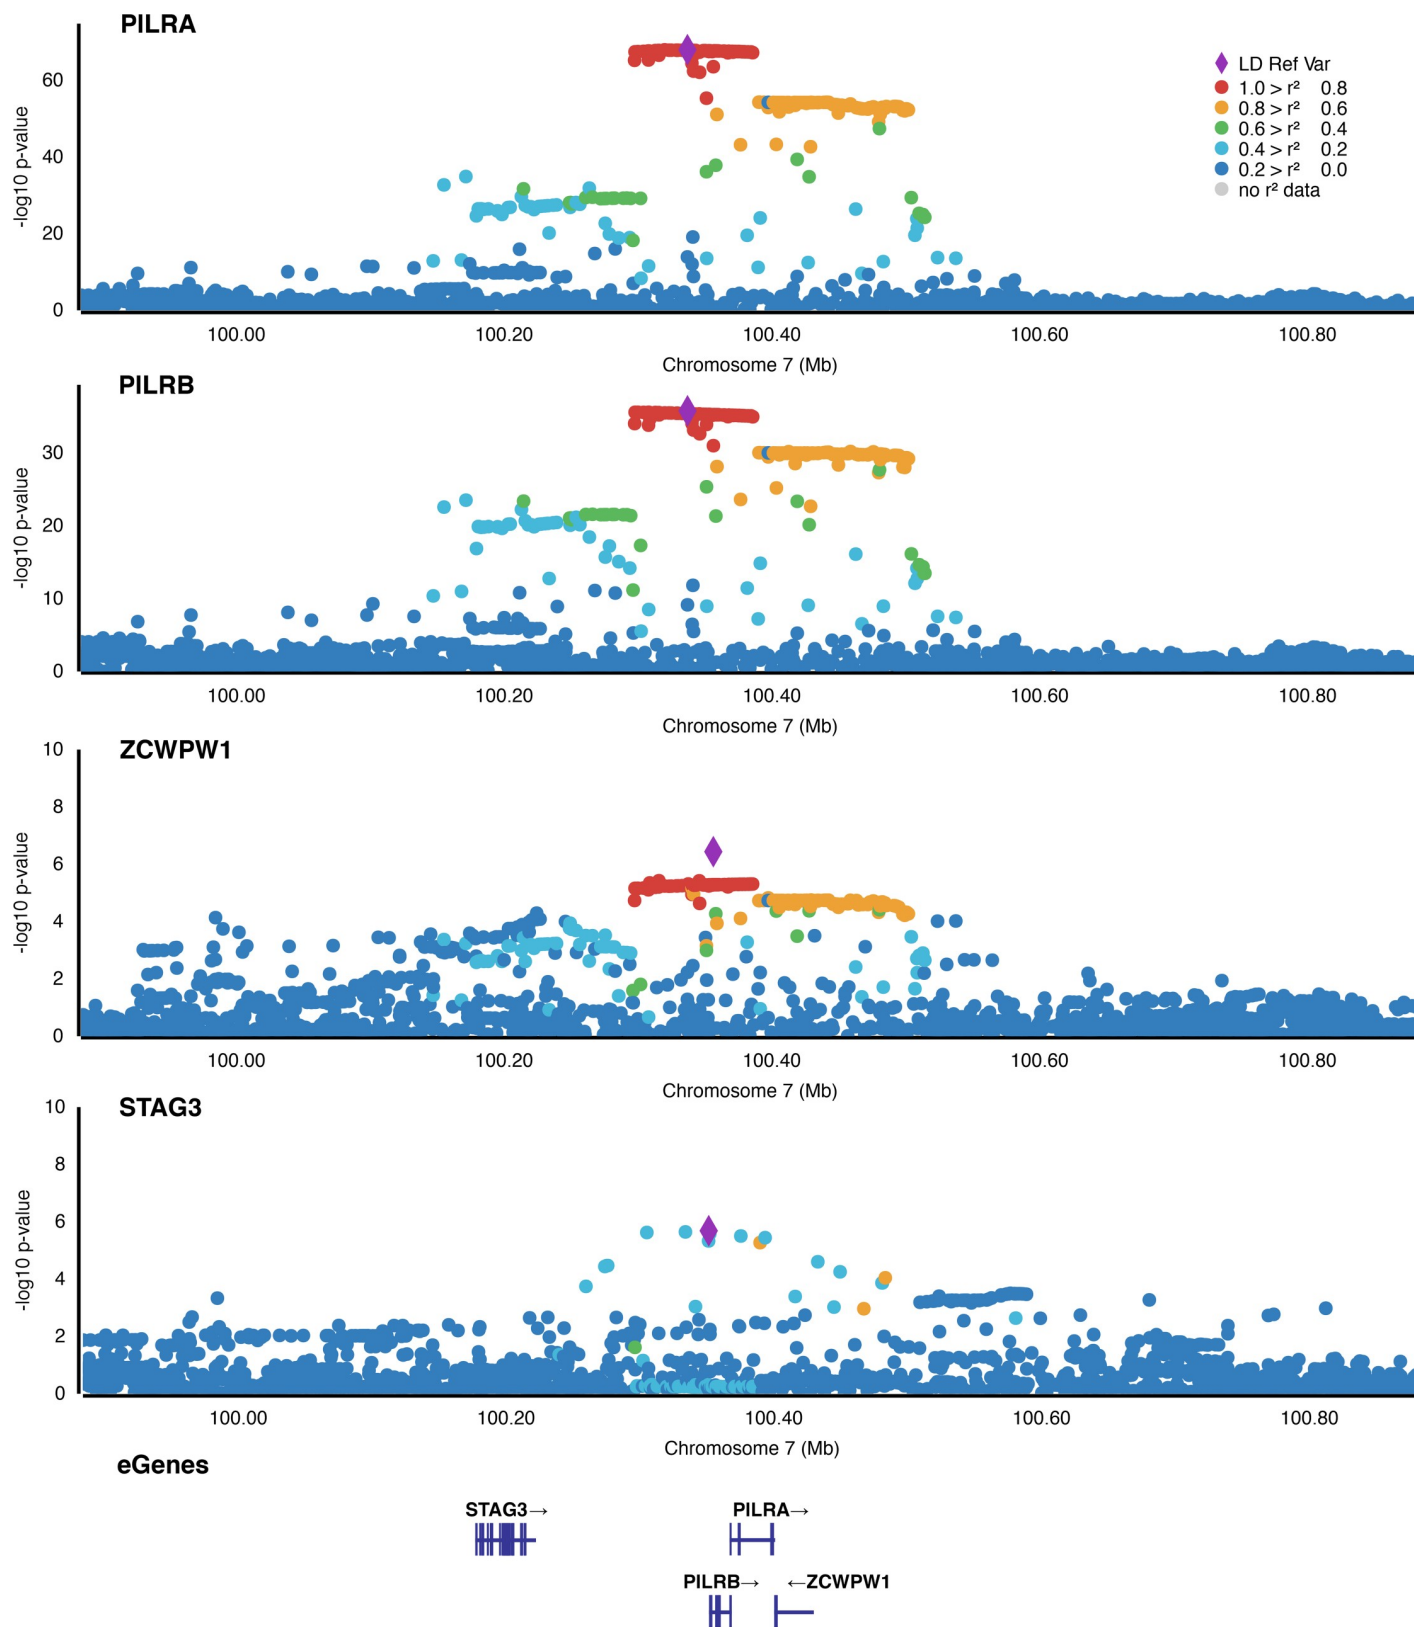 PILRA
60
40
20
0
-log10 p-value
LD Ref Var
1.0 > r² 0.8
0.8 > r² 0.6
0.6 > r² 0.4
0.4 > r² 0.2
0.2 > r² 0.0
no r² data
100.00 100.20 100.40 100.60 100.80
Chromosome 7 (Mb)
PILRB
30
20
10
0
-log10 p-value
100.00 100.20 100.40 100.60 100.80
Chromosome 7 (Mb)
ZCWPW1
10
8
6
4
2
0
-log10 p-value
100.00 100.20 100.40 100.60 100.80
Chromosome 7 (Mb)
STAG3
10
8
6
4
2
0
-log10 p-value
100.00 100.20 100.40 100.60 100.80
Chromosome 7 (Mb)
eGenes
STAG3→ PILRA→
PILRB→ ←ZCWPW1